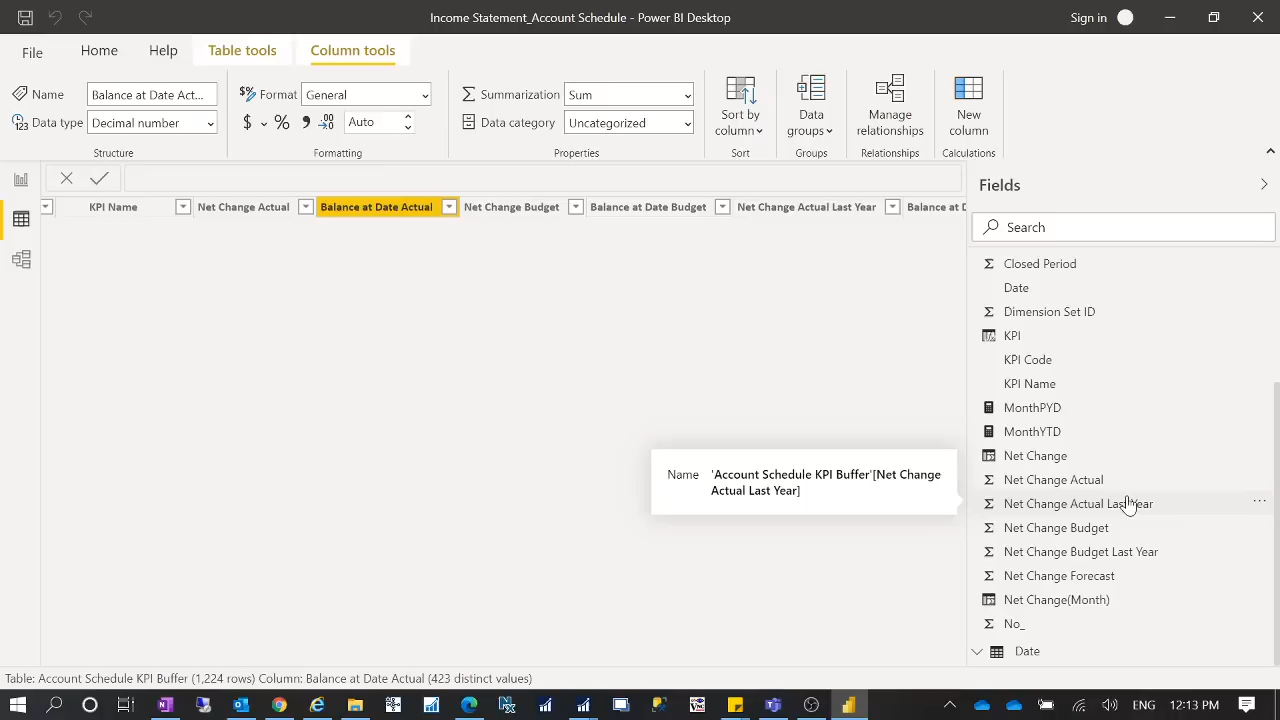 Income Statement_Account Schedule - Power BI Desktop
Sign in
File
Home
Help
Table tools
Column tools
Name
Balance at Date Act...
Data type
Decimal number
Structure
Format
General
$
%
Auto
Formatting
Summarization
Sum
Data category
Uncategorized
Properties
Sort by
column
Sort
Data
groups
Groups
Manage
relationships
Relationships
New
column
Calculations
KPI Name
Net Change Actual
Balance at Date Actual
Net Change Budget
Balance at Date Budget
Net Change Actual Last Year
Balance at D
Name
'Account Schedule KPI Buffer'[Net Change
Actual Last Year]
Fields
Search
Closed Period
Date
Dimension Set ID
KPI
KPI Code
KPI Name
MonthPYD
MonthYTD
Net Change
Net Change Actual
Net Change Actual Last Year
Net Change Budget
Net Change Budget Last Year
Net Change Forecast
Net Change(Month)
No_
Date
Table: Account Schedule KPI Buffer (1,224 rows) Column: Balance at Date Actual (423 distinct values)
ENG
12:13 PM